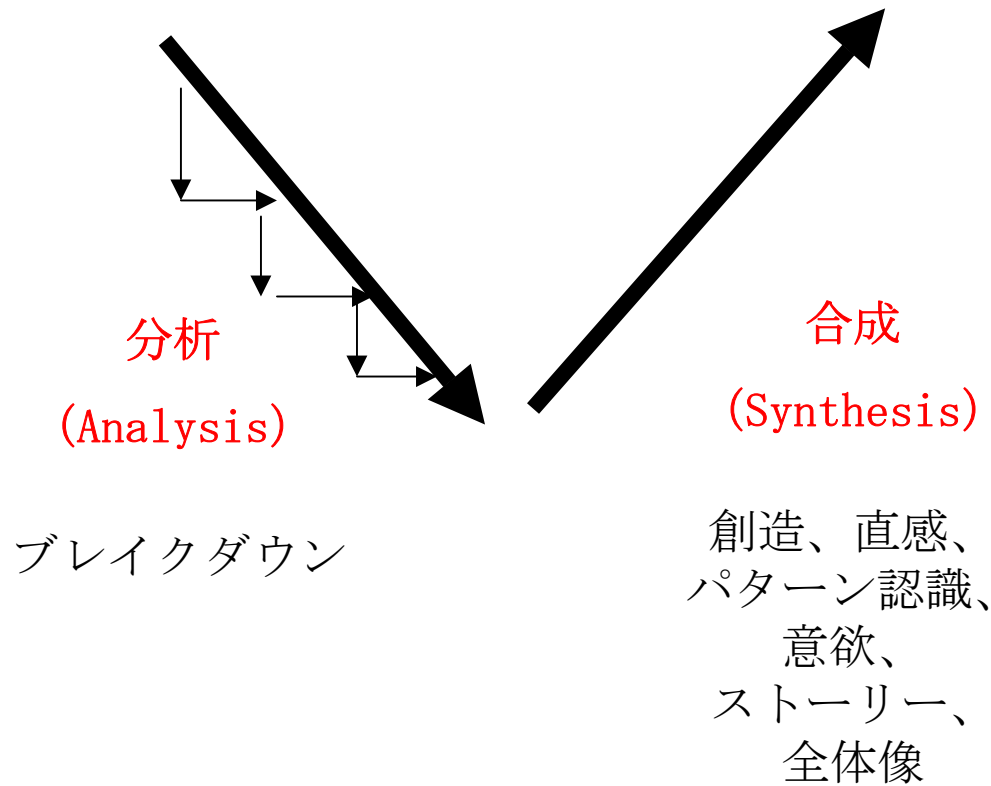 分析
(Analysis)
ブレイクダウン
合成
(Synthesis)
創造、直感、
パターン認識、
意欲、
ストーリー、
全体像